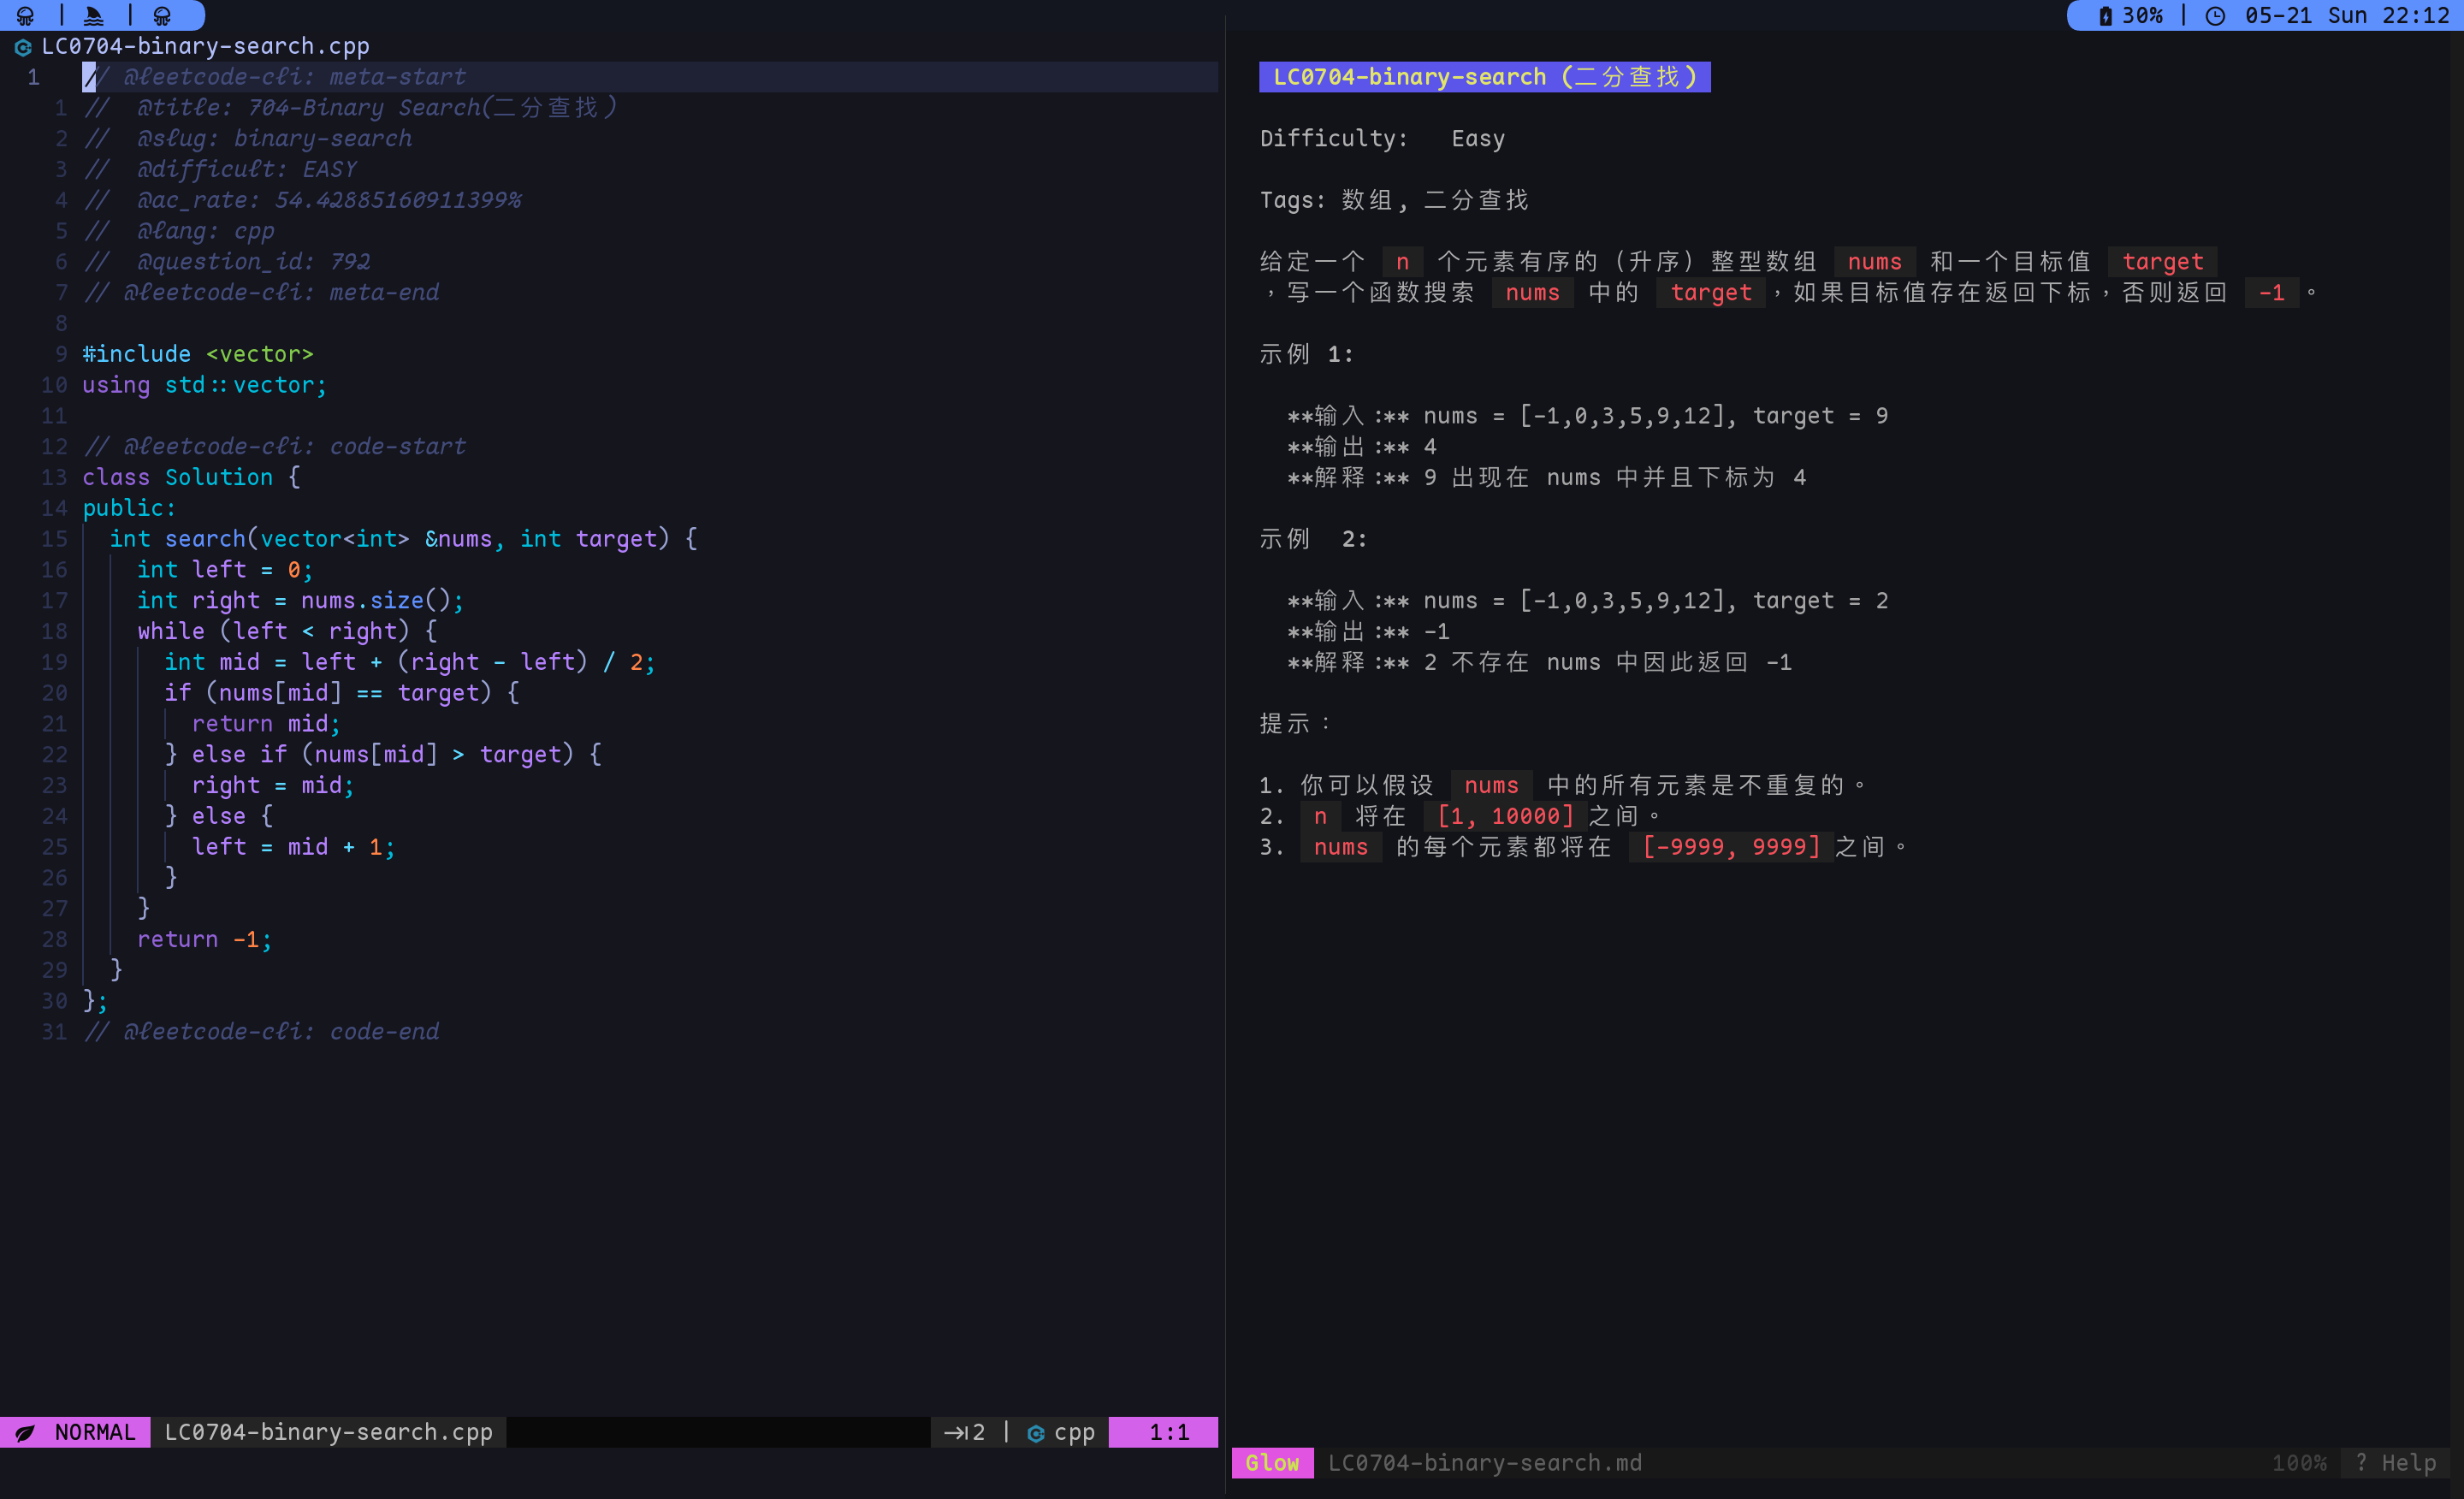 30% | 05-21 Sun 22:12
LC0704-binary-search.cpp
1 // @leetcode-cli: meta-start
1 //  @title: 704-Binary Search(二分查找)
2 //  @slug: binary-search
3 //  @difficult: EASY
4 //  @ac_rate: 54.42885160911399%
5 //  @lang: cpp
6 //  @question_id: 792
7 // @leetcode-cli: meta-end
8
9 #include <vector>
10 using std::vector;
11
12 // @leetcode-cli: code-start
13 class Solution {
14 public:
15   int search(vector<int> &nums, int target) {
16     int left = 0;
17     int right = nums.size();
18     while (left < right) {
19       int mid = left + (right - left) / 2;
20       if (nums[mid] == target) {
21         return mid;
22       } else if (nums[mid] > target) {
23         right = mid;
24       } else {
25         left = mid + 1;
26       }
27     }
28     return -1;
29   }
30 };
31 // @leetcode-cli: code-end
NORMAL LC0704-binary-search.cpp
2 | cpp 1:1
LC0704-binary-search (二分查找)
Difficulty: Easy
Tags: 数组, 二分查找
给定一个 n 个元素有序的（升序）整型数组 nums 和一个目标值 target
，写一个函数搜索 nums 中的 target，如果目标值存在返回下标，否则返回 -1。
示例 1:
**输入:** nums = [-1,0,3,5,9,12], target = 9
**输出:** 4
**解释:** 9 出现在 nums 中并且下标为 4
示例 2:
**输入:** nums = [-1,0,3,5,9,12], target = 2
**输出:** -1
**解释:** 2 不存在 nums 中因此返回 -1
提示：
1. 你可以假设 nums 中的所有元素是不重复的。
2. n 将在 [1, 10000]之间。
3. nums 的每个元素都将在 [-9999, 9999]之间。
Glow LC0704-binary-search.md 100% ? Help